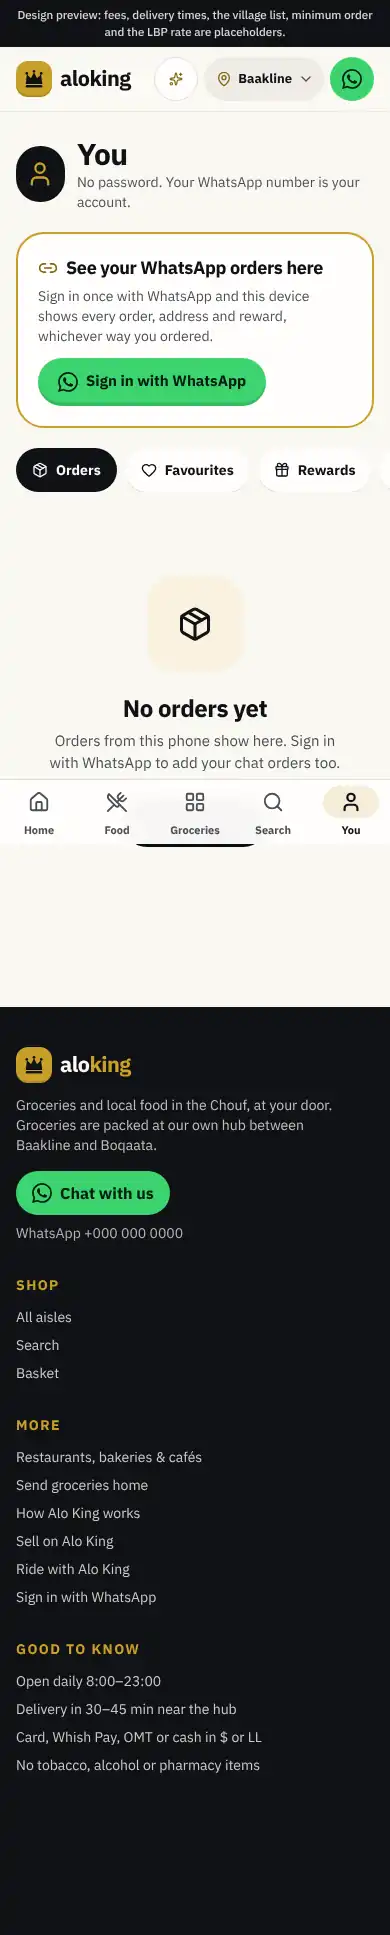 Design preview: fees, delivery times, the village list, minimum order
and the LBP rate are placeholders.
aloking
Baakline
You
No password. Your WhatsApp number is your
account.
See your WhatsApp orders here
Sign in once with WhatsApp and this device
shows every order, address and reward,
whichever way you ordered.
Sign in with WhatsApp
Orders
Favourites
Rewards
No orders yet
Orders from this phone show here. Sign in
with WhatsApp to add your chat orders too.
Home
Food
Groceries
Search
You
aloking
Groceries and local food in the Chouf, at your door.
Groceries are packed at our own hub between
Baakline and Boqaata.
Chat with us
WhatsApp +000 000 0000
SHOP
All aisles
Search
Basket
MORE
Restaurants, bakeries & cafés
Send groceries home
How Alo King works
Sell on Alo King
Ride with Alo King
Sign in with WhatsApp
GOOD TO KNOW
Open daily 8:00–23:00
Delivery in 30–45 min near the hub
Card, Whish Pay, OMT or cash in $ or LL
No tobacco, alcohol or pharmacy items